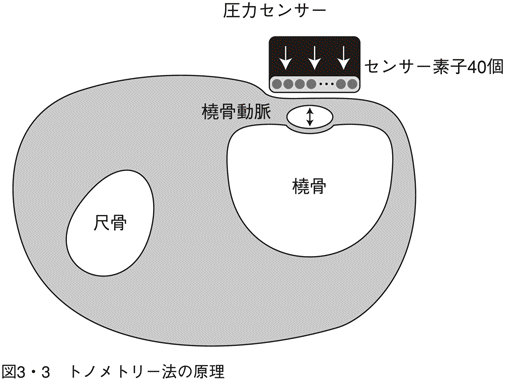 圧力センサー
センサー素子40個
橈骨動脈
橈骨
尺骨
図3・3 トノメトリー法の原理